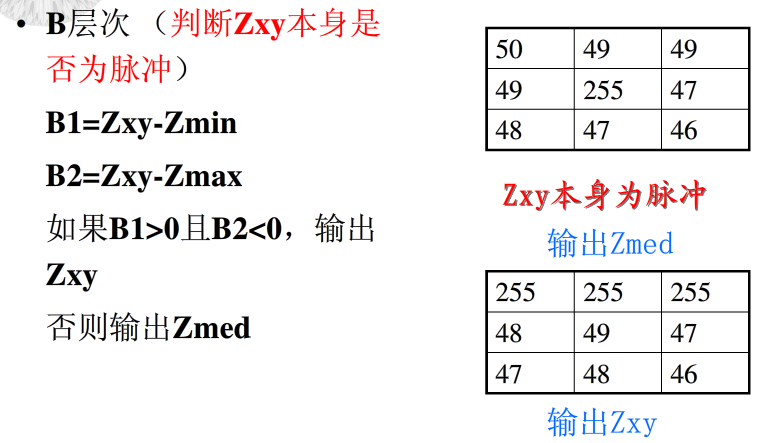 • B层次 （判断Zxy本身是
否为脉冲）
B1=Zxy-Zmin
B2=Zxy-Zmax
如果B1>0且B2<0，输出
Zxy
否则输出Zmed
50 49 49
49 255 47
48 47 46
Zxy本身为脉冲
输出Zmed
255 255 255
48 49 47
47 48 46
输出Zxy